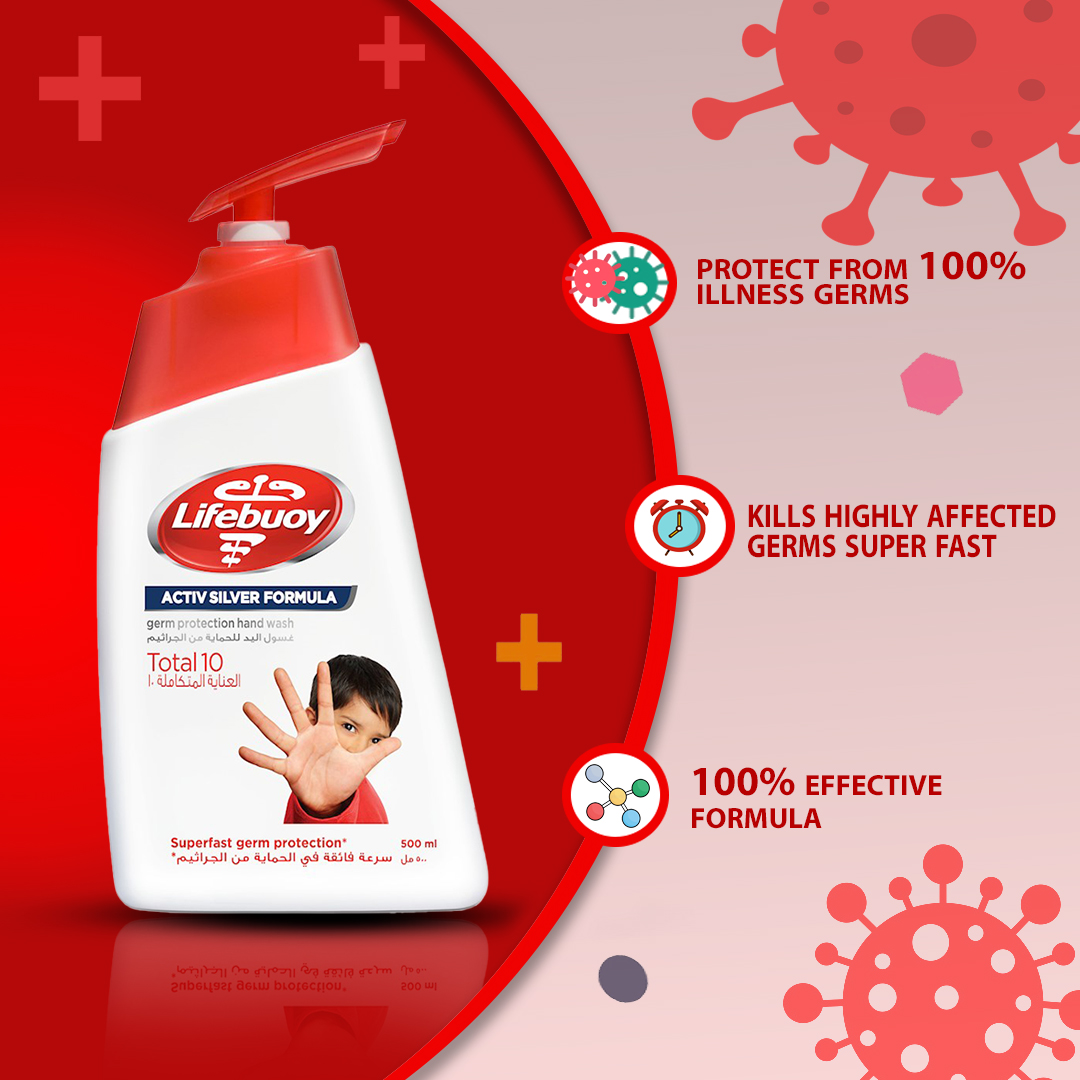 Lifebuoy
ACTIV SILVER FORMULA
germ protection hand wash
غسول اليد للحماية من الجراثيم
Total 10
العناية المتكاملة ١٠
Superfast germ protection*
500 ml
سرعة فائقة في الحماية من الجراثيم*
٥٠٠ مل
PROTECT FROM 100%
ILLNESS GERMS
KILLS HIGHLY AFFECTED
GERMS SUPER FAST
100% EFFECTIVE
FORMULA